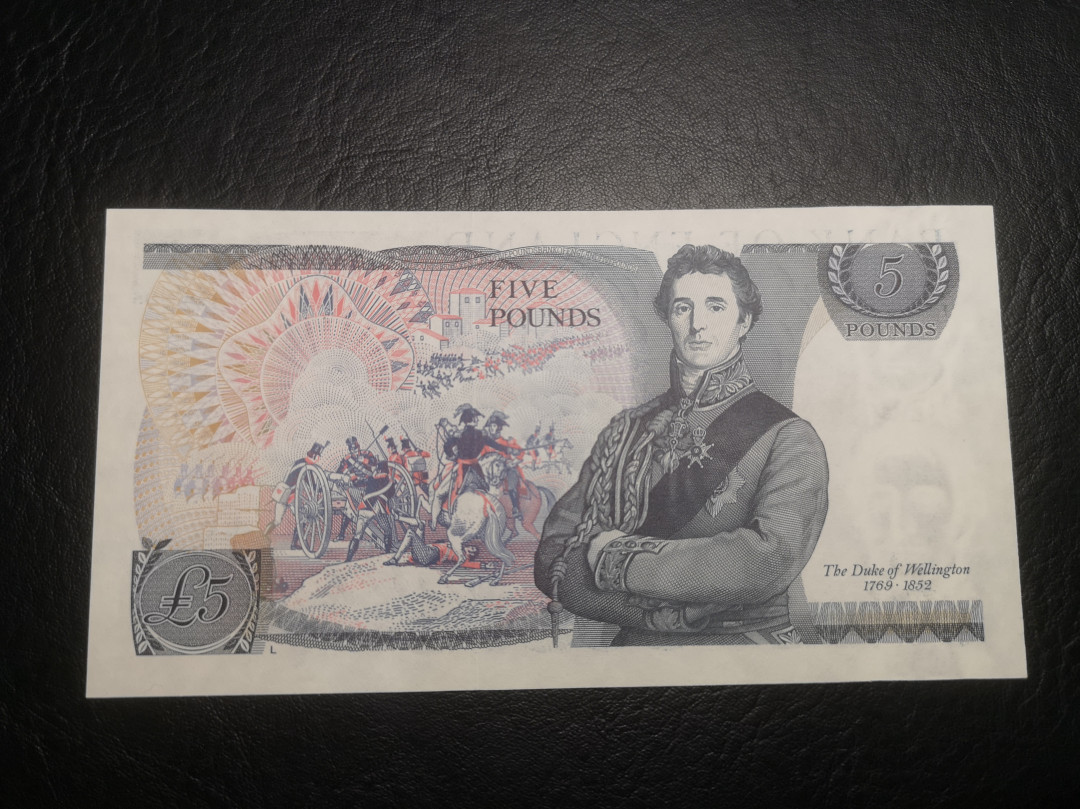 FIVE
POUNDS
5
POUNDS
£5
L
The Duke of Wellington
1769 · 1852